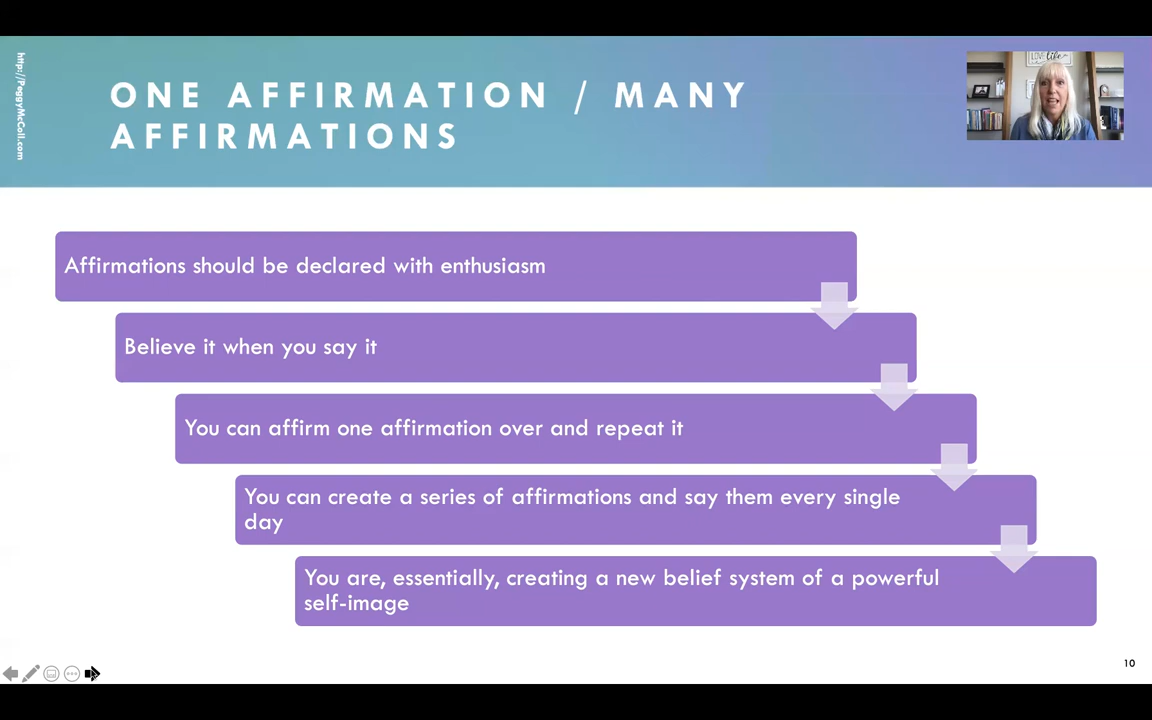 http://PeggyMcColl.com
ONE AFFIRMATION / MANY
AFFIRMATIONS
Affirmations should be declared with enthusiasm
Believe it when you say it
You can affirm one affirmation over and repeat it
You can create a series of affirmations and say them every single
day
You are, essentially, creating a new belief system of a powerful
self-image
10